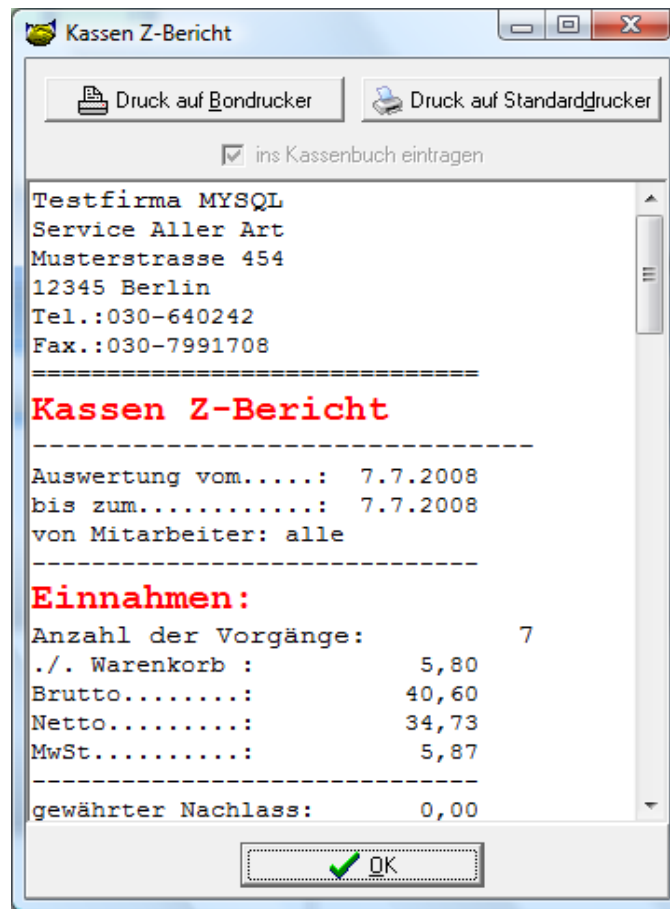 Kassen Z-Bericht
Druck auf Bondrucker
Druck auf Standarddrucker
ins Kassenbuch eintragen
Testfirma MYSQL
Service Aller Art
Musterstrasse 454
12345 Berlin
Tel.:030-640242
Fax.:030-7991708
==============================
Kassen Z-Bericht
------------------------------
Auswertung vom.....: 7.7.2008
bis zum............: 7.7.2008
von Mitarbeiter: alle
------------------------------
Einnahmen:
Anzahl der Vorgänge: 7
./. Warenkorb : 5,80
Brutto........: 40,60
Netto.........: 34,73
MwSt..........: 5,87
------------------------------
gewährter Nachlass: 0,00
OK